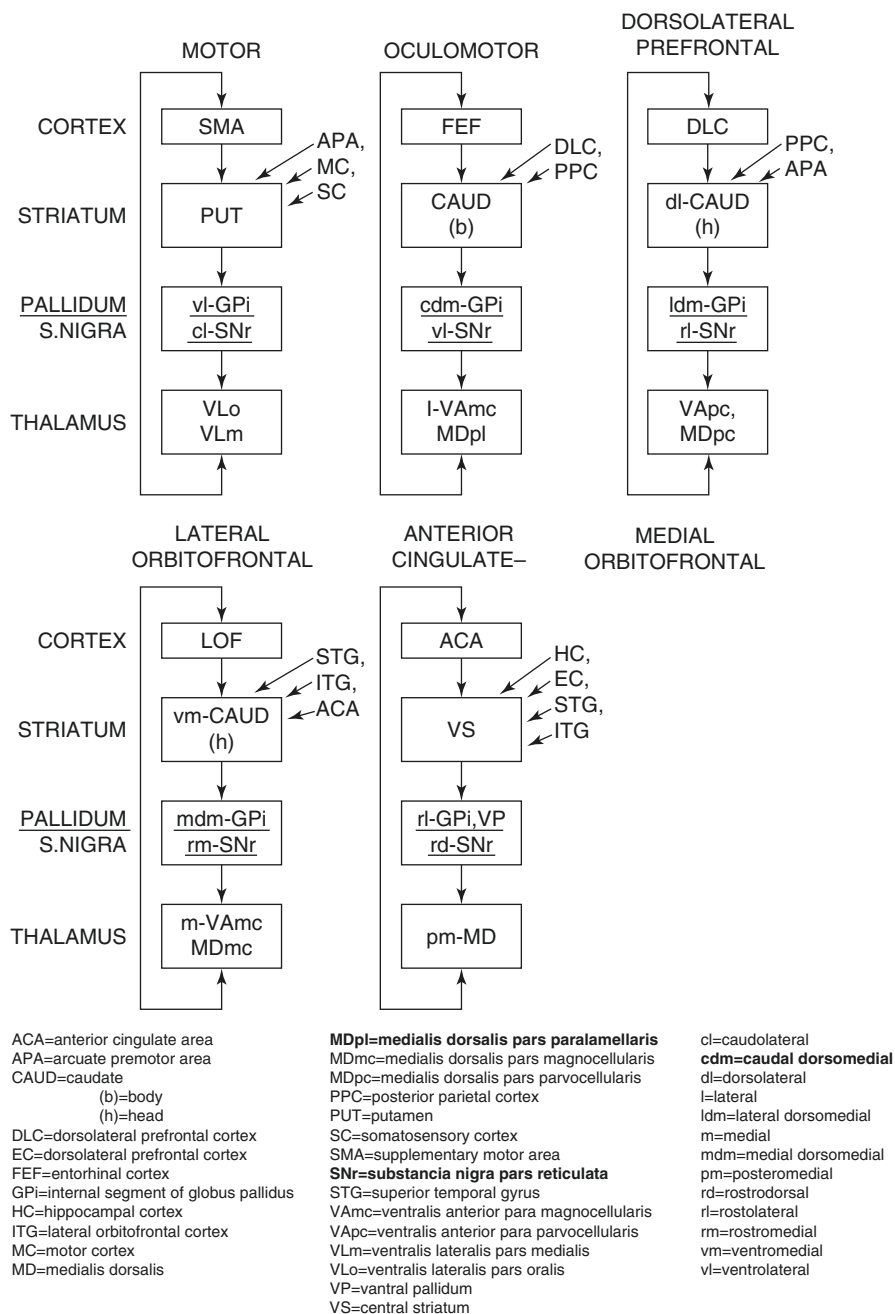 MOTOR
OCULOMOTOR
DORSOLATERAL
PREFRONTAL
CORTEX
SMA
FEF
DLC
APA,
MC,
SC
DLC,
PPC
PPC,
APA
STRIATUM
PUT
CAUD
(b)
dl-CAUD
(h)
PALLIDUM
S.NIGRA
vl-GPi
cl-SNr
cdm-GPi
vl-SNr
ldm-GPi
rl-SNr
THALAMUS
VLo
VLm
l-VAmc
MDpl
VApc,
MDpc
LATERAL
ORBITOFRONTAL
ANTERIOR
CINGULATE–
MEDIAL
ORBITOFRONTAL
CORTEX
LOF
ACA
STG,
ITG,
ACA
HC,
EC,
STG,
ITG
STRIATUM
vm-CAUD
(h)
VS
PALLIDUM
S.NIGRA
mdm-GPi
rm-SNr
rl-GPi,VP
rd-SNr
THALAMUS
m-VAmc
MDmc
pm-MD
ACA=anterior cingulate area
APA=arcuate premotor area
CAUD=caudate
(b)=body
(h)=head
DLC=dorsolateral prefrontal cortex
EC=dorsolateral prefrontal cortex
FEF=entorhinal cortex
GPi=internal segment of globus pallidus
HC=hippocampal cortex
ITG=lateral orbitofrontal cortex
MC=motor cortex
MD=medialis dorsalis
MDpl=medialis dorsalis pars paralamellaris
MDmc=medialis dorsalis pars magnocellularis
MDpc=medialis dorsalis pars parvocellularis
PPC=posterior parietal cortex
PUT=putamen
SC=somatosensory cortex
SMA=supplementary motor area
SNr=substancia nigra pars reticulata
STG=superior temporal gyrus
VAmc=ventralis anterior para magnocellularis
VApc=ventralis anterior para parvocellularis
VLm=ventralis lateralis pars medialis
VLo=ventralis lateralis pars oralis
VP=vantral pallidum
VS=central striatum
cl=caudolateral
cdm=caudal dorsomedial
dl=dorsolateral
l=lateral
ldm=lateral dorsomedial
m=medial
mdm=medial dorsomedial
pm=posteromedial
rd=rostrodorsal
rl=rostolateral
rm=rostromedial
vm=ventromedial
vl=ventrolateral